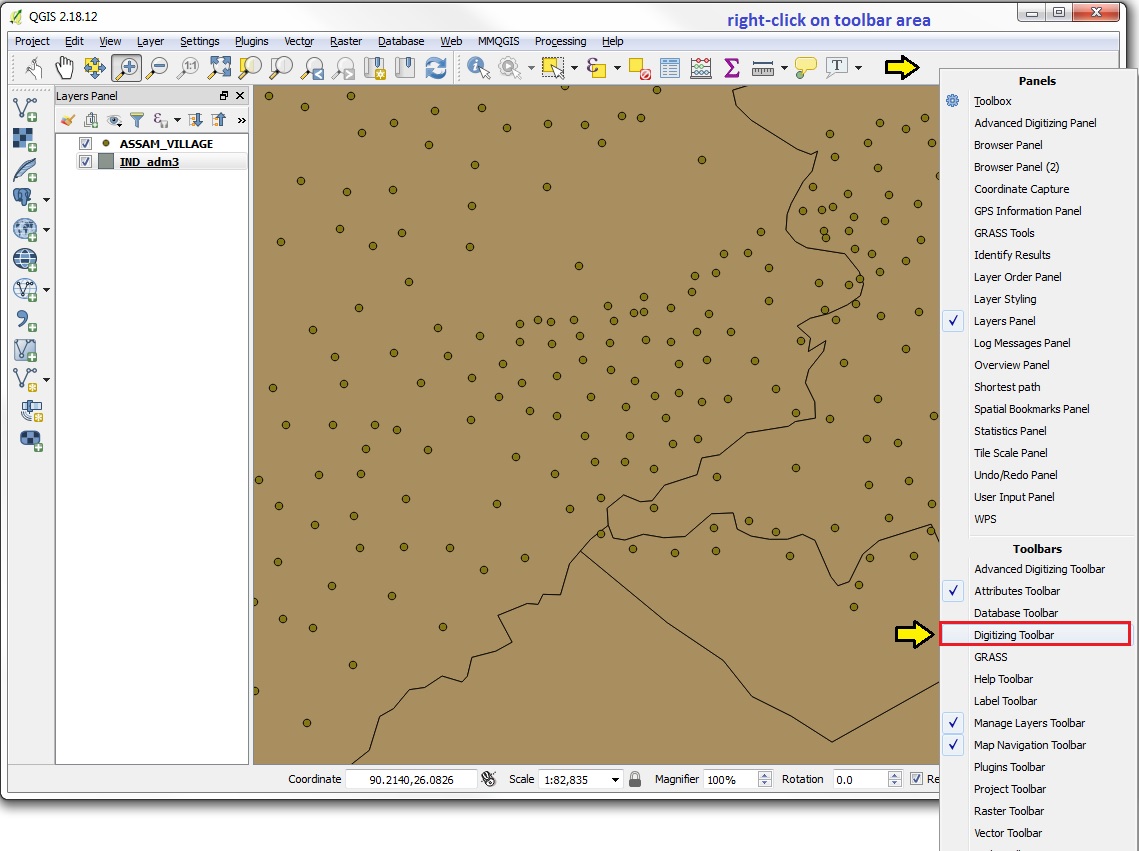 QGIS 2.18.12
right-click on toolbar area
Project Edit View Layer Settings Plugins Vector Raster Database Web MMQGIS Processing Help
1:1
T
Layers Panel
ASSAM_VILLAGE
IND_adm3
Panels
Toolbox
Advanced Digitizing Panel
Browser Panel
Browser Panel (2)
Coordinate Capture
GPS Information Panel
GRASS Tools
Identify Results
Layer Order Panel
Layer Styling
Layers Panel
Log Messages Panel
Overview Panel
Shortest path
Spatial Bookmarks Panel
Statistics Panel
Tile Scale Panel
Undo/Redo Panel
User Input Panel
WPS
Toolbars
Advanced Digitizing Toolbar
Attributes Toolbar
Database Toolbar
Digitizing Toolbar
GRASS
Help Toolbar
Label Toolbar
Manage Layers Toolbar
Map Navigation Toolbar
Plugins Toolbar
Project Toolbar
Raster Toolbar
Vector Toolbar
Coordinate 90.2140,26.0826 Scale 1:82,835 Magnifier 100% Rotation 0.0 Re